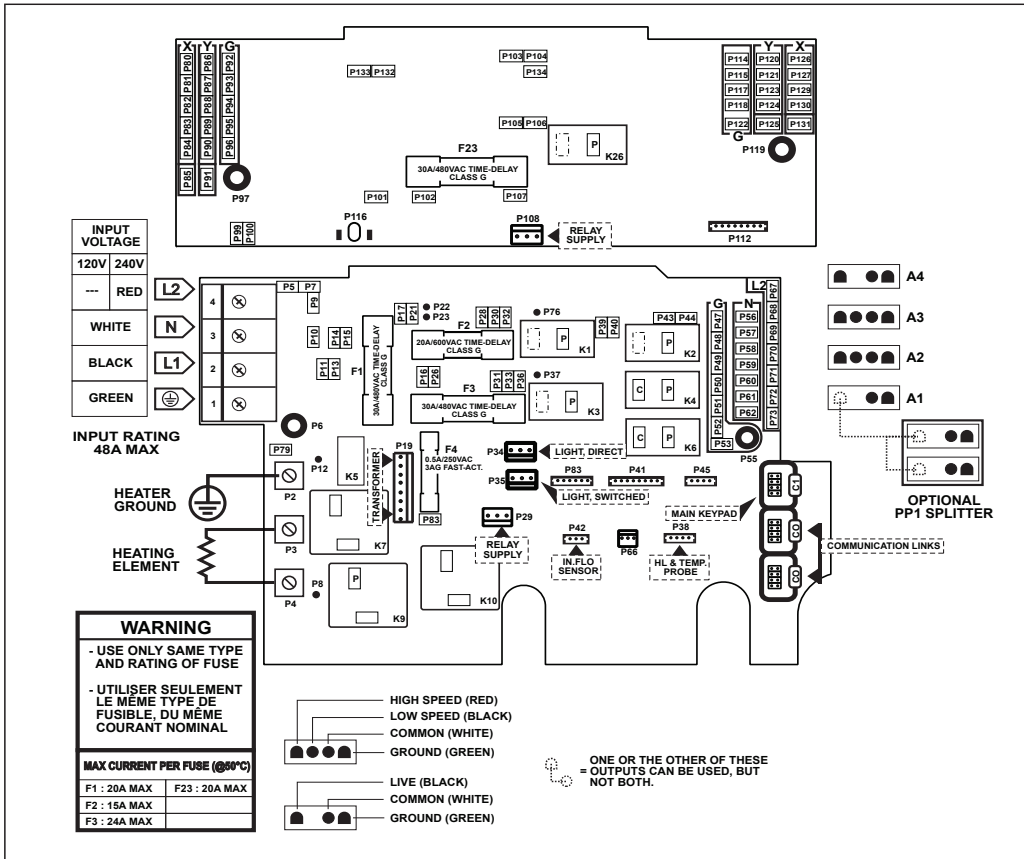 X Y G
P80 P81 P82 P83 P84 P85
P86 P87 P88 P89 P90 P91
P92 P93 P94 P95 P96
P97
P99 P100
P133 P132
P103 P104
P134
P105 P106
K26
P
F23
30A/480VAC TIME-DELAY
CLASS G
P101 P102 P107
P116
P108
RELAY
SUPPLY
P112
Y X
P114 P120 P126
P115 P121 P127
P117 P123 P129
P118 P124 P130
P122 P125 P131
G
P119
INPUT
VOLTAGE
120V 240V
--- RED L2
WHITE N
BLACK L1
GREEN
INPUT RATING
48A MAX
4
3
2
1
P5 P7
P9
P10
P14 P15
P11 P13
F1
30A/480VAC TIME-DELAY
CLASS G
P17 P21
P22
P23
F2
20A/600VAC TIME-DELAY
CLASS G
P28 P30 P32
P76
P
K1
P39 P40
P43 P44
P
K2
P16 P26
F3
30A/480VAC TIME-DELAY
CLASS G
P31 P33 P36
P37
P
K3
C P
K4
C P
K6
L2
G N
P47 P48 P49 P50 P51 P52
P53
P56
P57
P58
P59
P60
P61
P62
P67 P68 P69 P70 P71 P72 P73
P55
P6
P79
P12
K5
P19
TRANSFORMER
F4
0.5A/250VAC
3AG FAST-ACT.
P83
P34
LIGHT, DIRECT
P35
LIGHT, SWITCHED
P83 P41 P45
P29
RELAY
SUPPLY
P42
IN.FLO
SENSOR
P66
P38
HL & TEMP.
PROBE
MAIN KEYPAD
C1
CO
CO
COMMUNICATION LINKS
HEATER
GROUND
P2
HEATING
ELEMENT
P3
P4
P8
K7
P
K9
K10
A4
A3
A2
A1
OPTIONAL
PP1 SPLITTER
WARNING
- USE ONLY SAME TYPE
AND RATING OF FUSE
- UTILISER SEULEMENT
LE MÊME TYPE DE
FUSIBLE, DU MÊME
COURANT NOMINAL
MAX CURRENT PER FUSE (@50°C)
F1 : 20A MAX F23 : 20A MAX
F2 : 15A MAX
F3 : 24A MAX
HIGH SPEED (RED)
LOW SPEED (BLACK)
COMMON (WHITE)
GROUND (GREEN)
LIVE (BLACK)
COMMON (WHITE)
GROUND (GREEN)
ONE OR THE OTHER OF THESE
= OUTPUTS CAN BE USED, BUT
NOT BOTH.